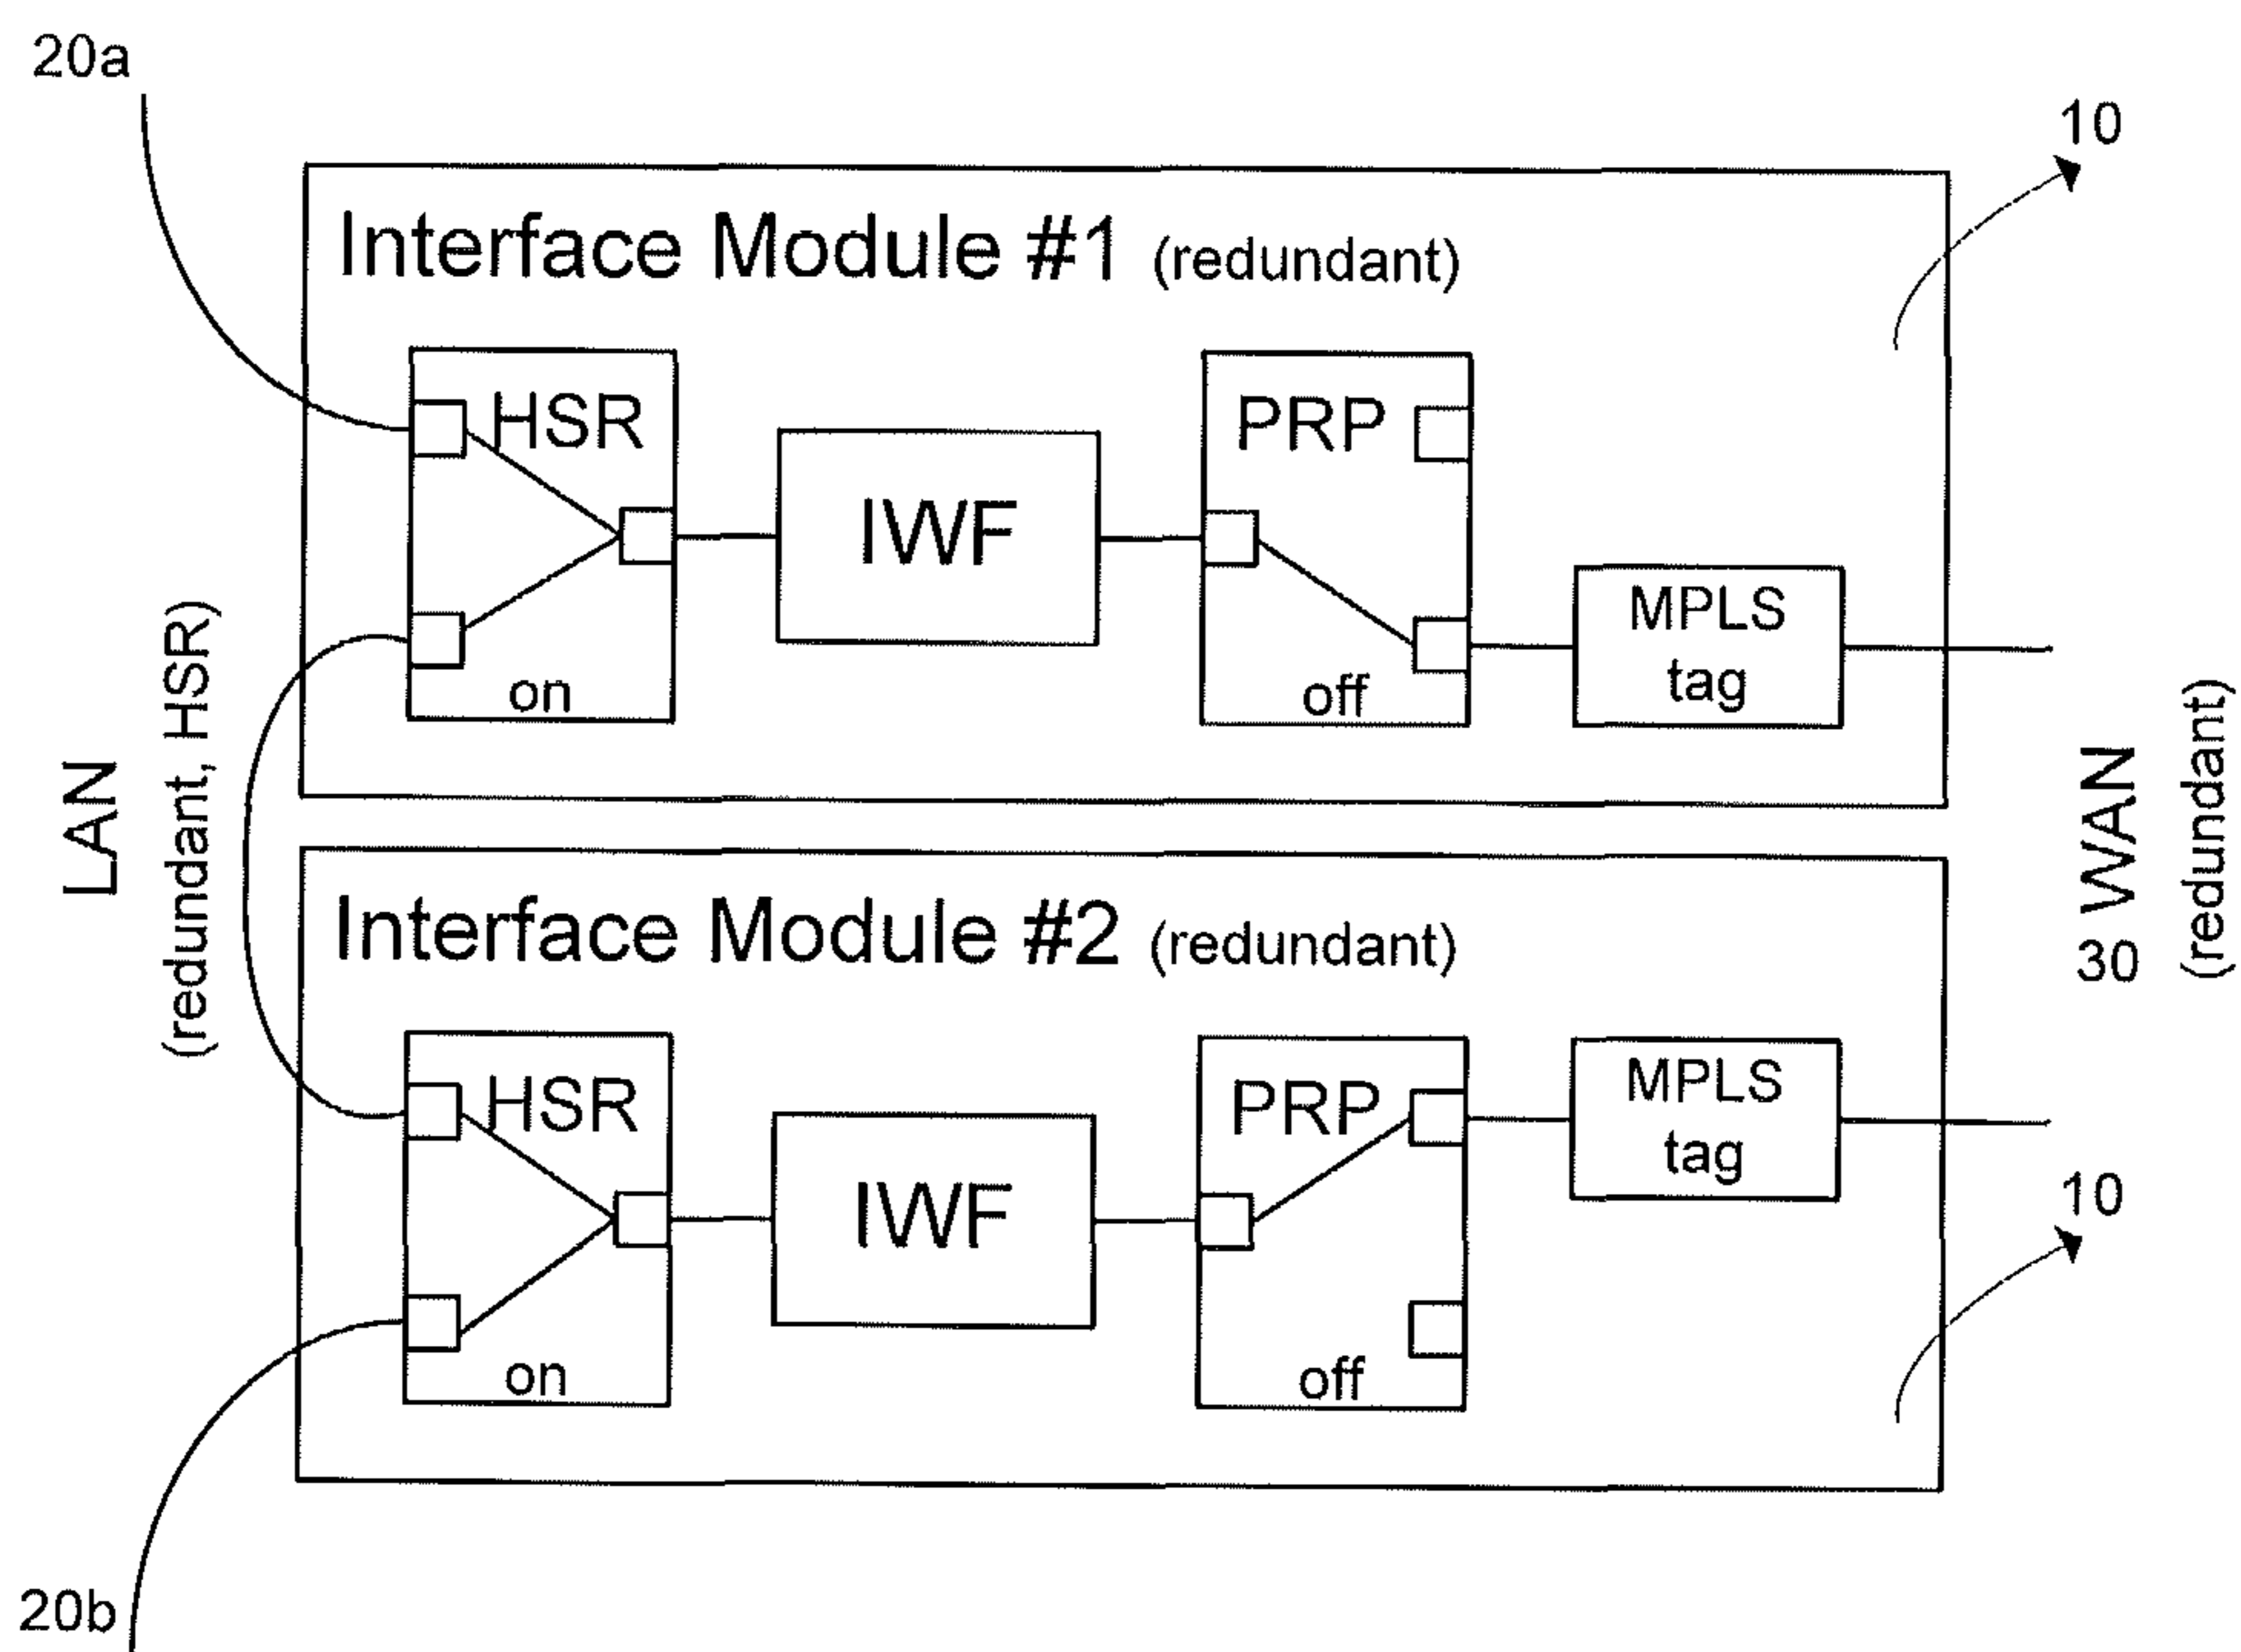 20a
10
Interface Module #1 (redundant)
HSR
on
IWF
PRP
off
MPLS
tag
LAN
(redundant, HSR)
WAN
30
(redundant)
Interface Module #2 (redundant)
HSR
on
IWF
PRP
off
MPLS
tag
10
20b